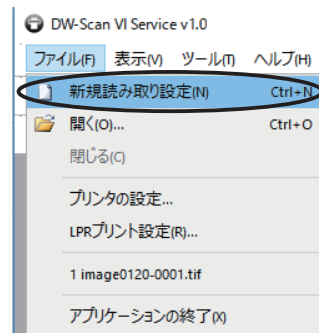 DW-Scan VI Service v1.0
ファイル(F) 表示(V) ツール(T) ヘルプ(H)
新規読み取り設定(N) Ctrl+N
開く(O)... Ctrl+O
閉じる(C)
プリンタの設定...
LPRプリント設定(R)...
1 image0120-0001.tif
アプリケーションの終了(X)